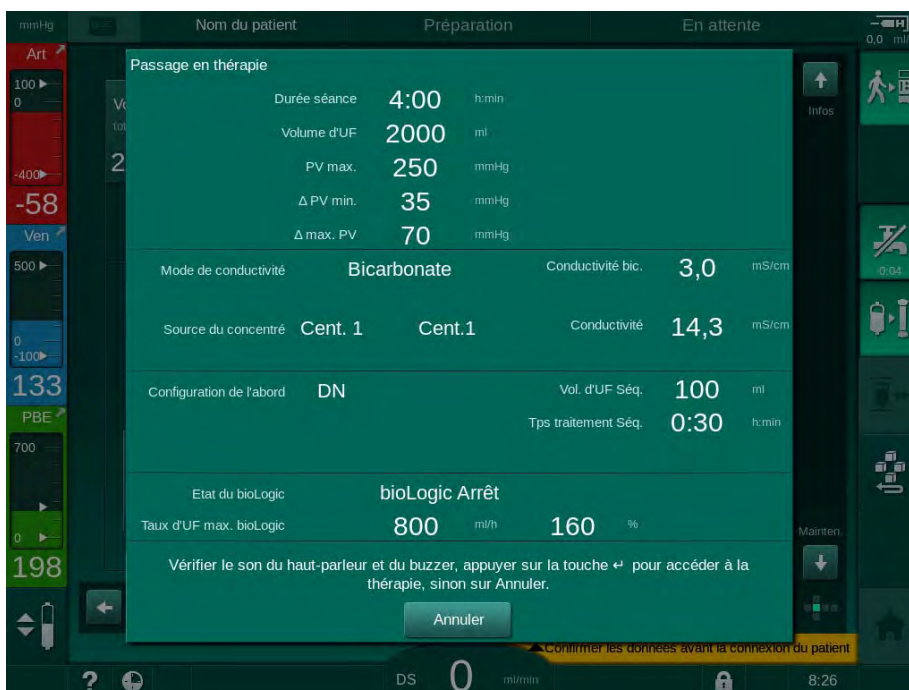 mmHg
Nom du patient
Préparation
En attente
0,0 ml/
Art
100
0
-400
-58
Ven
500
0
-100
133
PBE
700
0
198
Vo
tot
2
Passage en thérapie
Durée séance 4:00 h:min
Volume d'UF 2000 ml
PV max. 250 mmHg
Δ PV min. 35 mmHg
Δ max. PV 70 mmHg
Mode de conductivité Bicarbonate Conductivité bic. 3,0 mS/cm
Source du concentré Cent. 1 Cent.1 Conductivité 14,3 mS/cm
Configuration de l'abord DN Vol. d'UF Séq. 100 ml
Tps traitement Séq. 0:30 h:min
Etat du bioLogic bioLogic Arrêt
Taux d'UF max. bioLogic 800 ml/h 160 %
Vérifier le son du haut-parleur et du buzzer, appuyer sur la touche ↵ pour accéder à la
thérapie, sinon sur Annuler.
Annuler
Infos
Mainten.
0:04
Confirmer les données avant la connexion du patient
? DS 0 ml/min 8:26